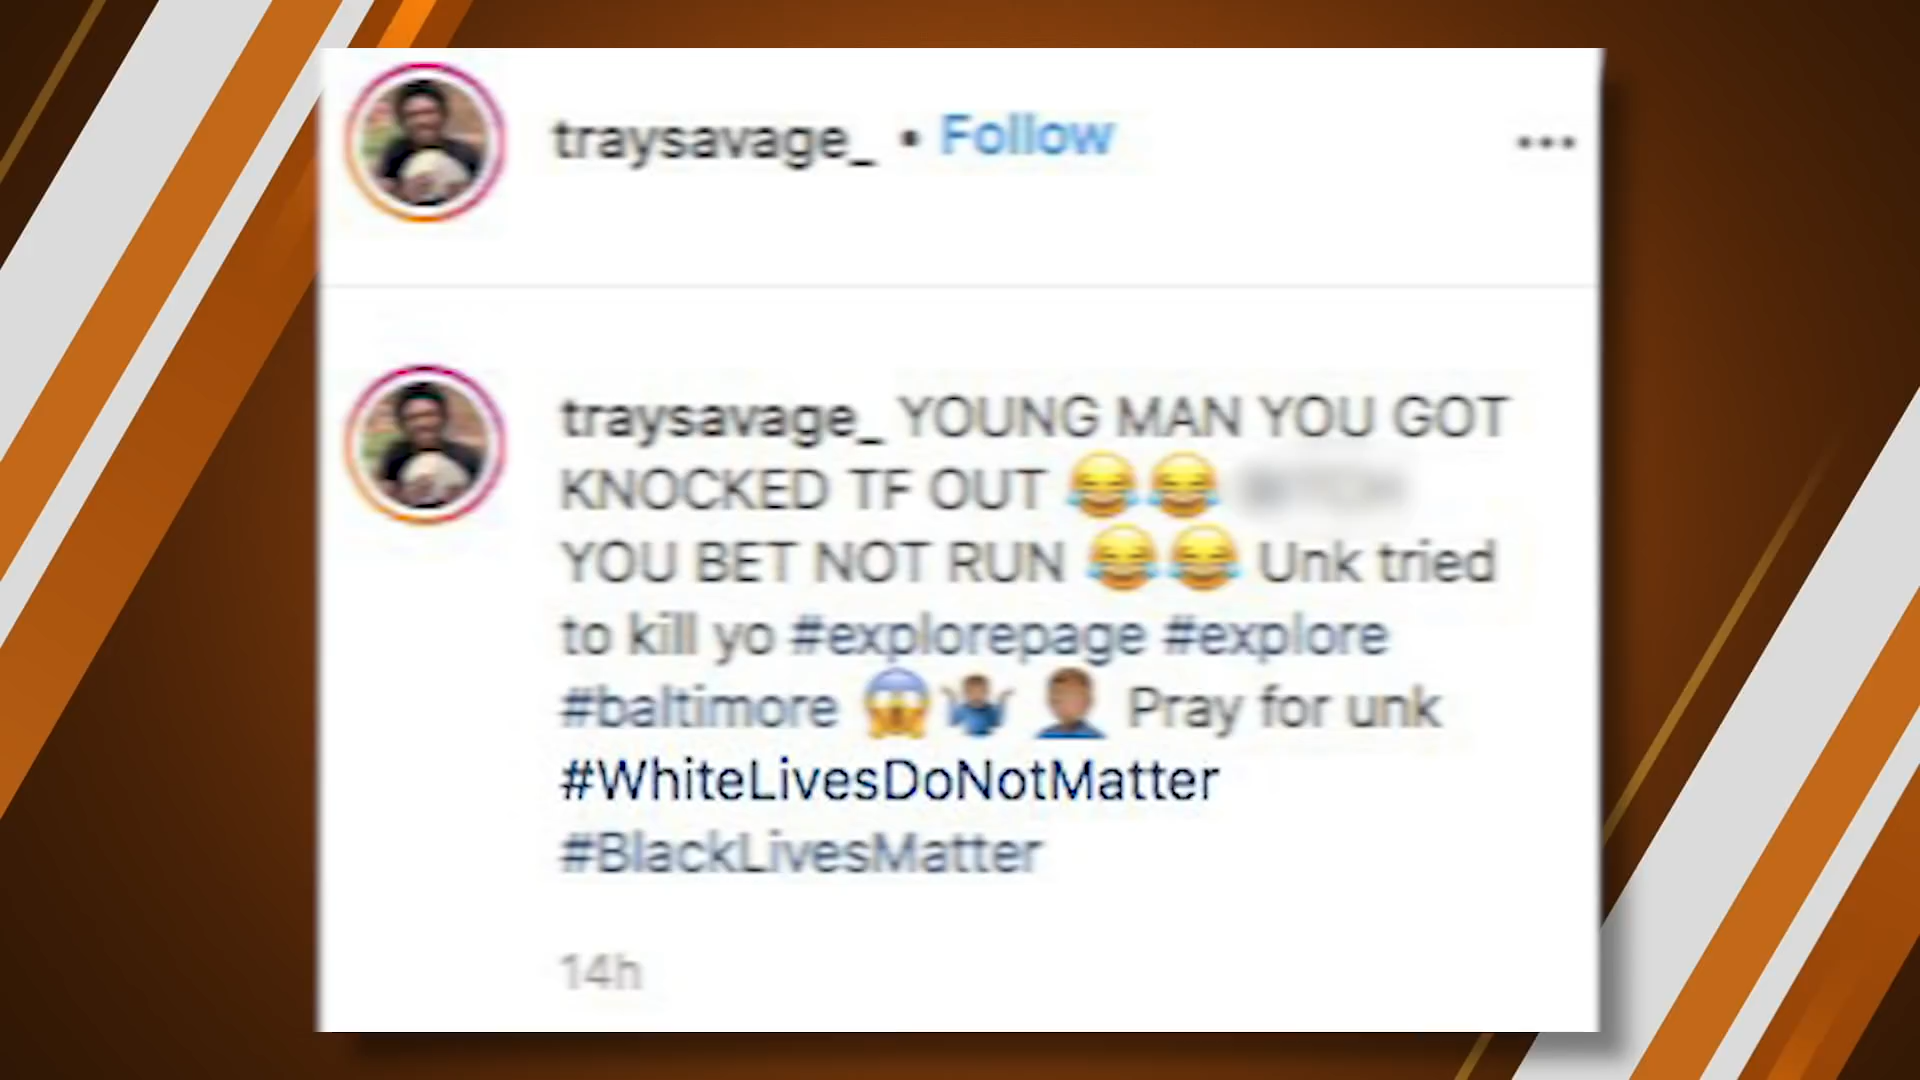 traysavage_ • Follow
traysavage_ YOUNG MAN YOU GOT
KNOCKED TF OUT 😂😂
YOU BET NOT RUN 😂😂 Unk tried
to kill yo #explorepage #explore
#baltimore 😱🤷🏽‍♂️🤦🏽‍♂️ Pray for unk
#WhiteLivesDoNotMatter
#BlackLivesMatter
14h